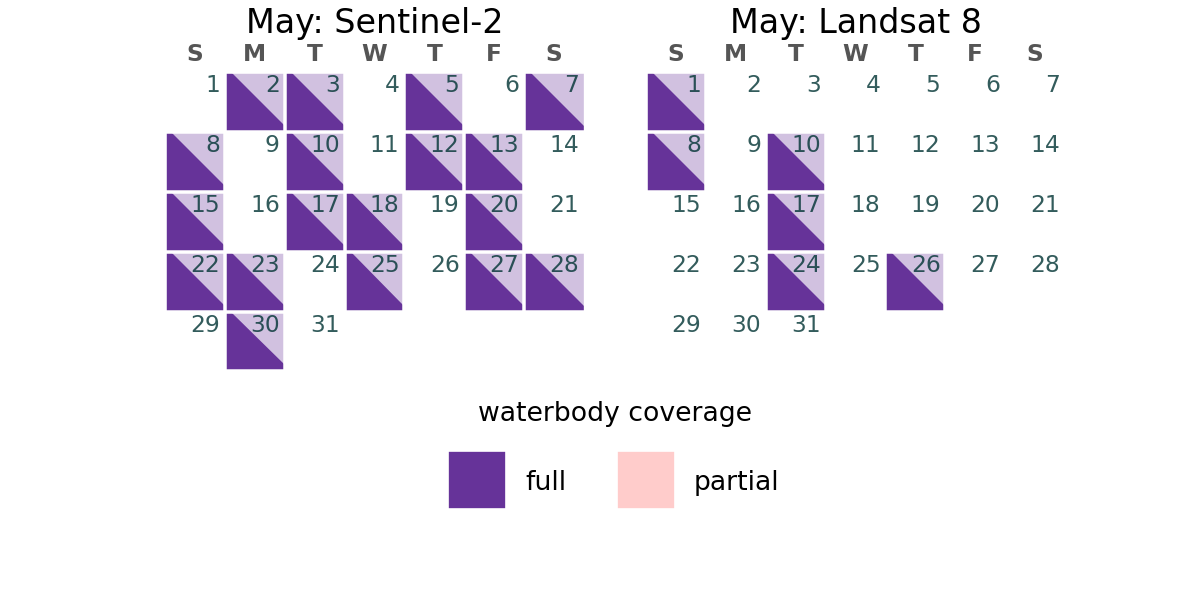 May: Sentinel-2
S M T W T F S
1 2 3 4 5 6 7
8 9 10 11 12 13 14
15 16 17 18 19 20 21
22 23 24 25 26 27 28
29 30 31
May: Landsat 8
S M T W T F S
1 2 3 4 5 6 7
8 9 10 11 12 13 14
15 16 17 18 19 20 21
22 23 24 25 26 27 28
29 30 31
waterbody coverage
full partial